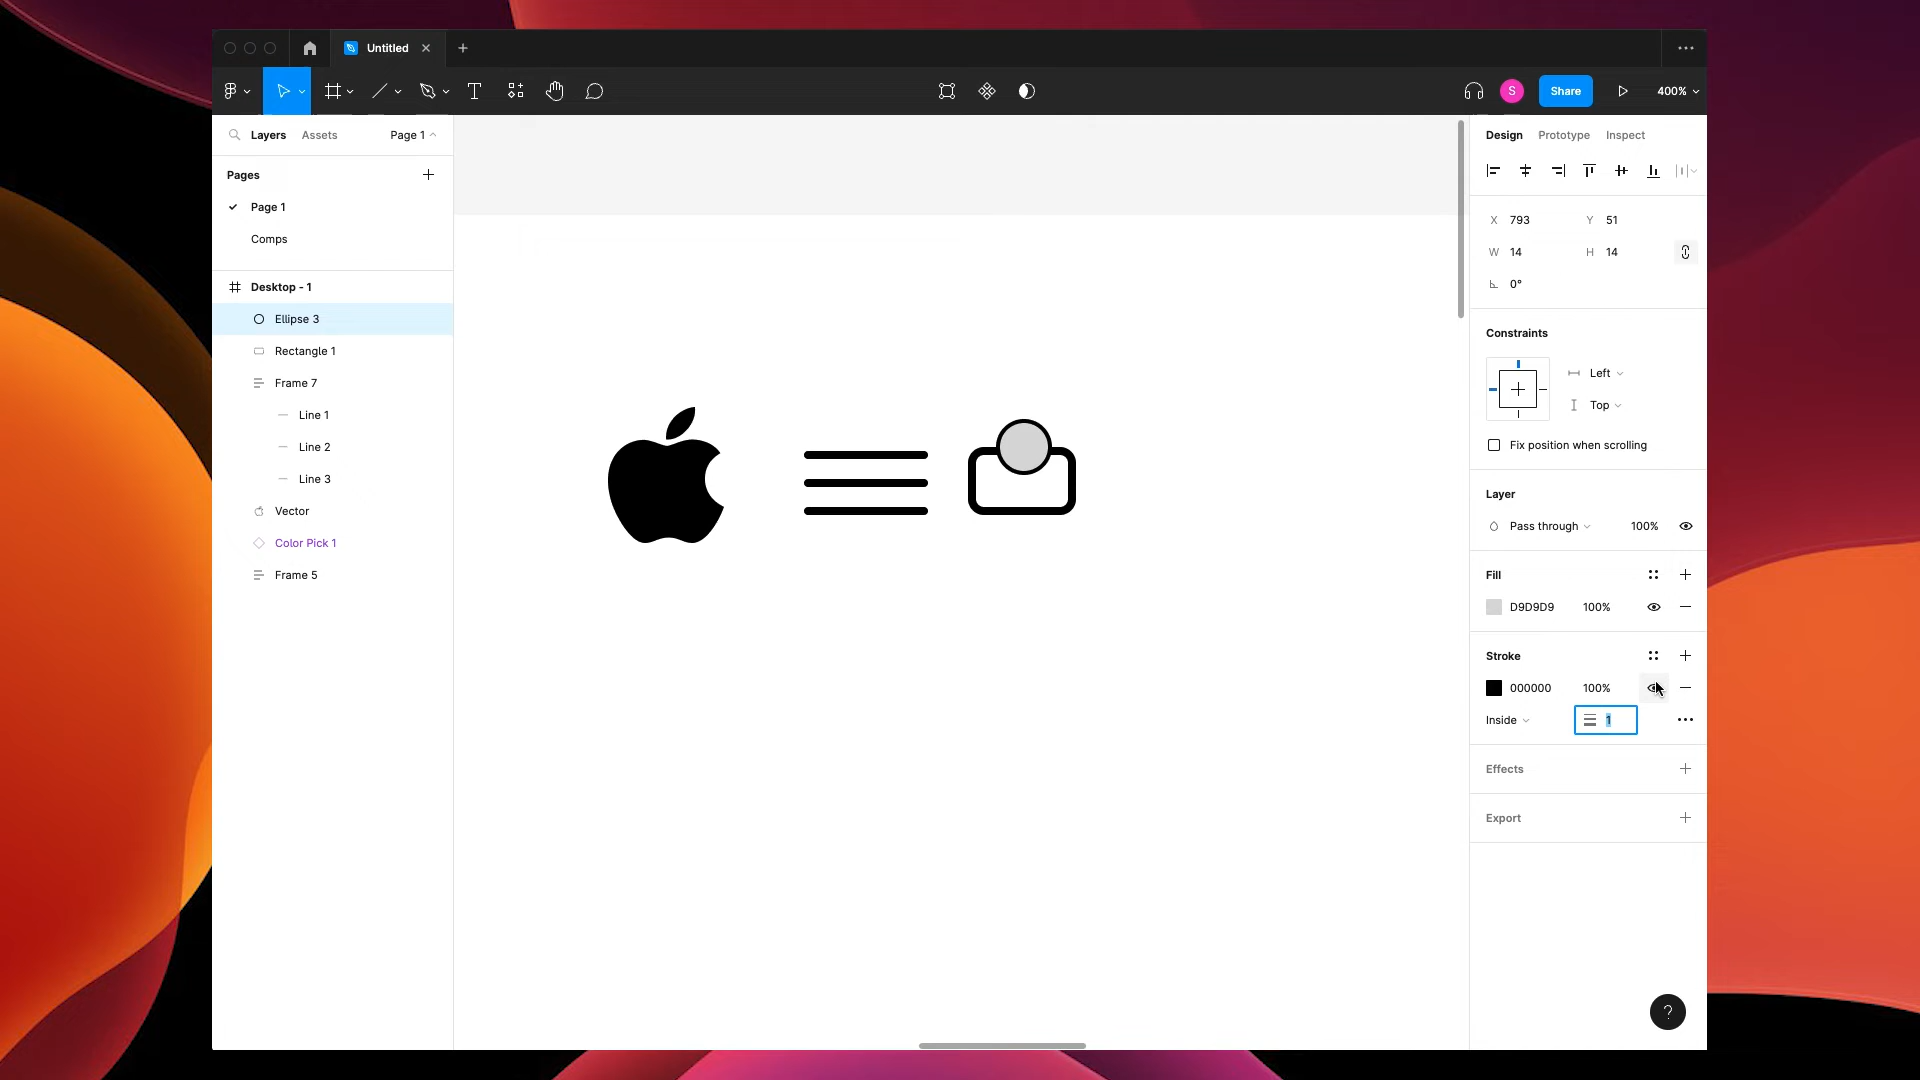 Untitled
S
Share
400%
Layers
Assets
Page 1
Pages
Page 1
Comps
Desktop - 1
Ellipse 3
Rectangle 1
Frame 7
Line 1
Line 2
Line 3
Vector
Color Pick 1
Frame 5
Design
Prototype
Inspect
X 793 Y 51
W 14 H 14
0°
Constraints
Left
Top
Fix position when scrolling
Layer
Pass through 100%
Fill
D9D9D9 100%
Stroke
000000 100%
Inside 1
Effects
Export
?